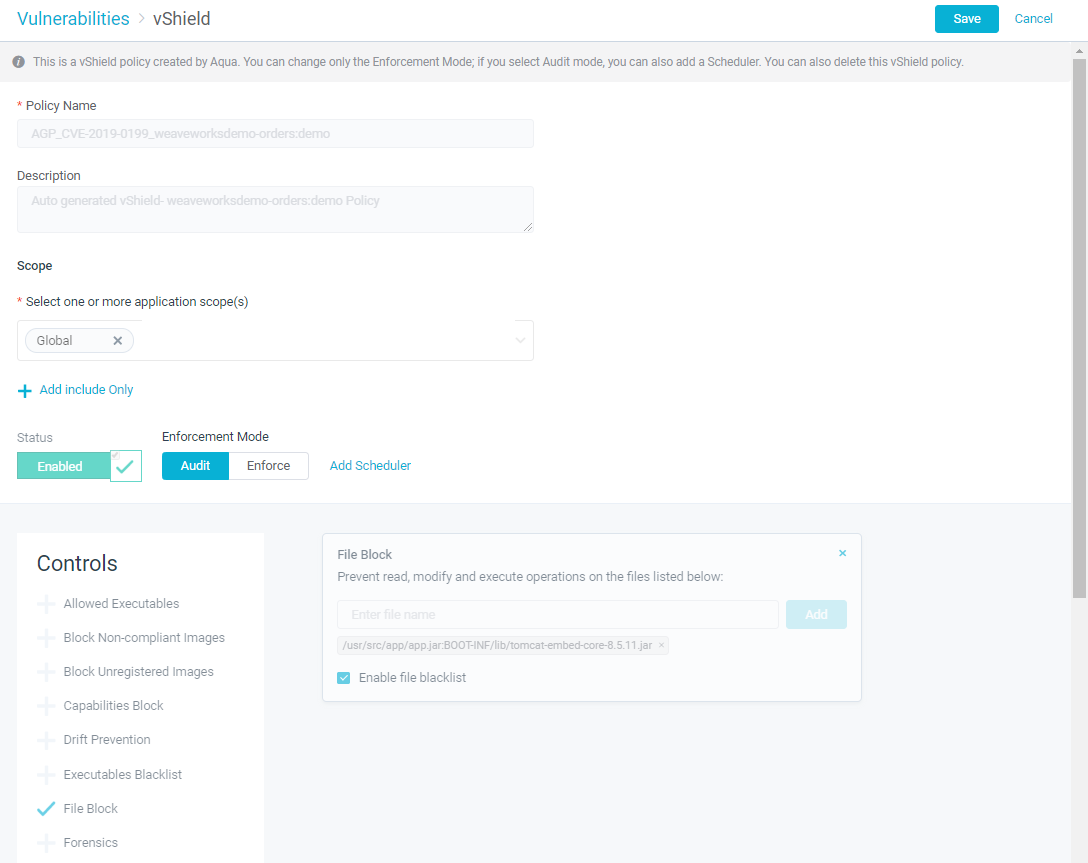 Vulnerabilities > vShield
Save
Cancel
This is a vShield policy created by Aqua. You can change only the Enforcement Mode; if you select Audit mode, you can also add a Scheduler. You can also delete this vShield policy.
* Policy Name
AGP_CVE-2019-0199_weaveworksdemo-orders:demo
Description
Auto generated vShield- weaveworksdemo-orders:demo Policy
Scope
* Select one or more application scope(s)
Global
Add include Only
Status
Enforcement Mode
Enabled
Audit
Enforce
Add Scheduler
Controls
Allowed Executables
Block Non-compliant Images
Block Unregistered Images
Capabilities Block
Drift Prevention
Executables Blacklist
File Block
Forensics
File Block
Prevent read, modify and execute operations on the files listed below:
Enter file name
Add
/usr/src/app/app.jar:BOOT-INF/lib/tomcat-embed-core-8.5.11.jar
Enable file blacklist